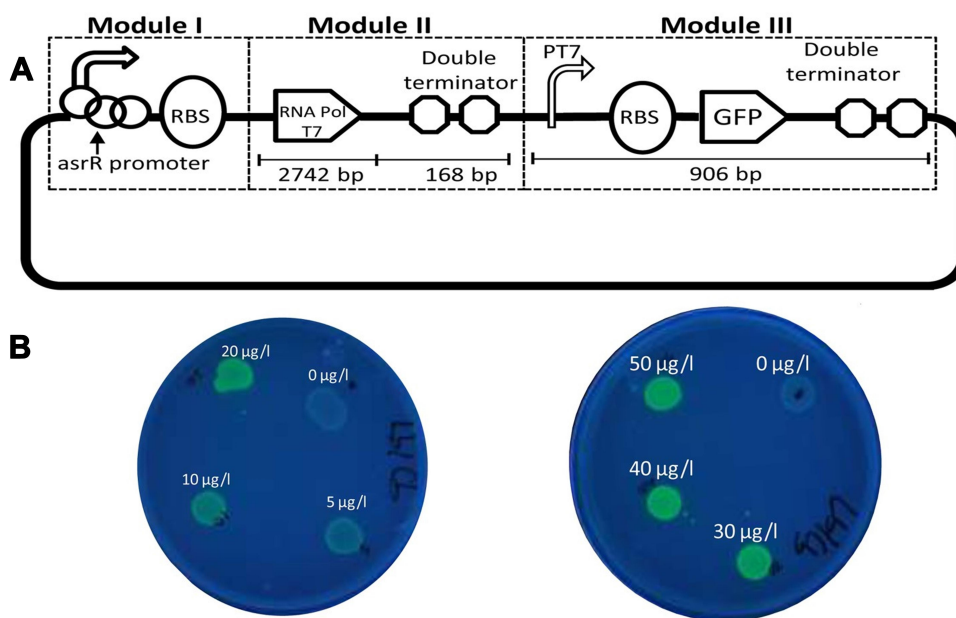 Module I
Module II
Module III
A
PT7
Double
terminator
Double
terminator
RBS
RNA Pol
T7
RBS
GFP
asrR promoter
2742 bp
168 bp
906 bp
B
20 µg/l
0 µg/l
10 µg/l
5 µg/l
50 µg/l
0 µg/l
40 µg/l
30 µg/l